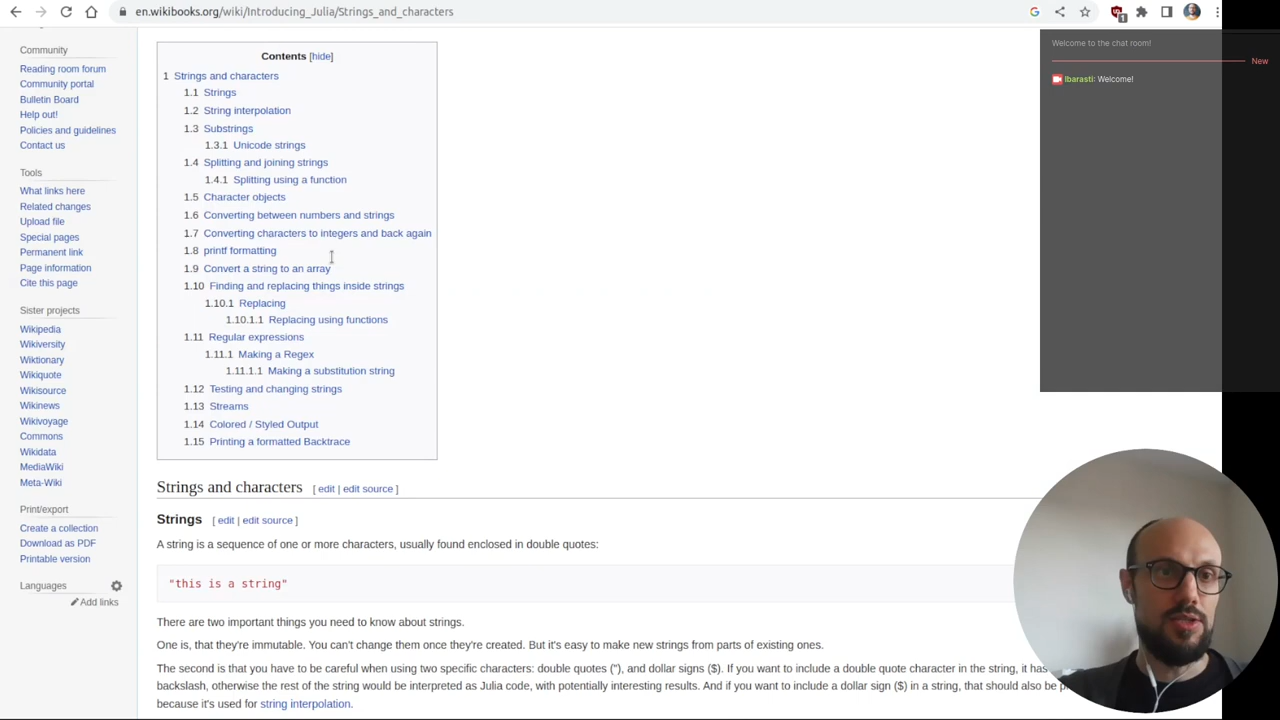 en.wikibooks.org/wiki/Introducing_Julia/Strings_and_characters
1
Community
Reading room forum
Community portal
Bulletin Board
Help out!
Policies and guidelines
Contact us
Tools
What links here
Related changes
Upload file
Special pages
Permanent link
Page information
Cite this page
Sister projects
Wikipedia
Wikiversity
Wiktionary
Wikiquote
Wikisource
Wikinews
Wikivoyage
Commons
Wikidata
MediaWiki
Meta-Wiki
Print/export
Create a collection
Download as PDF
Printable version
Languages
Add links
Contents [hide]
1 Strings and characters
1.1 Strings
1.2 String interpolation
1.3 Substrings
1.3.1 Unicode strings
1.4 Splitting and joining strings
1.4.1 Splitting using a function
1.5 Character objects
1.6 Converting between numbers and strings
1.7 Converting characters to integers and back again
1.8 printf formatting
1.9 Convert a string to an array
1.10 Finding and replacing things inside strings
1.10.1 Replacing
1.10.1.1 Replacing using functions
1.11 Regular expressions
1.11.1 Making a Regex
1.11.1.1 Making a substitution string
1.12 Testing and changing strings
1.13 Streams
1.14 Colored / Styled Output
1.15 Printing a formatted Backtrace
Strings and characters [ edit | edit source ]
Strings [ edit | edit source ]
A string is a sequence of one or more characters, usually found enclosed in double quotes:
"this is a string"
There are two important things you need to know about strings.
One is, that they're immutable. You can't change them once they're created. But it's easy to make new strings from parts of existing ones.
The second is that you have to be careful when using two specific characters: double quotes ("), and dollar signs ($). If you want to include a double quote character in the string, it has
backslash, otherwise the rest of the string would be interpreted as Julia code, with potentially interesting results. And if you want to include a dollar sign ($) in a string, that should also be
because it's used for string interpolation.
Welcome to the chat room!
New
lbarasti: Welcome!